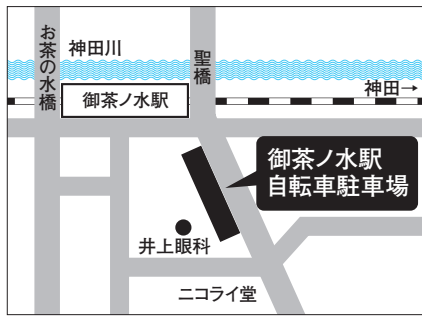 お茶の水橋
神田川
聖橋
神田→
御茶ノ水駅
御茶ノ水駅
自転車駐車場
井上眼科
ニコライ堂